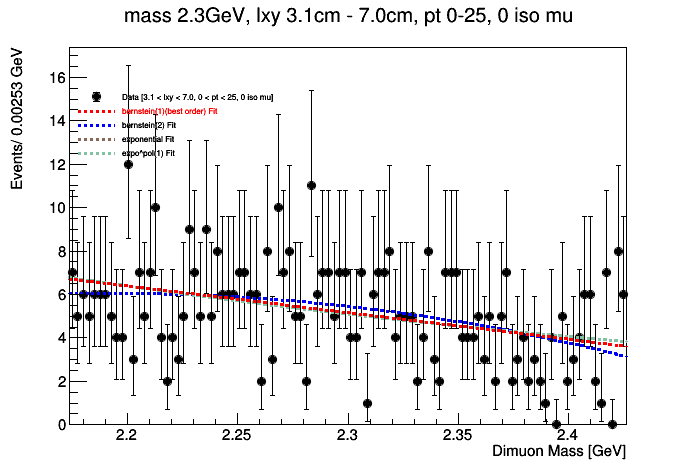 mass 2.3GeV, lxy 3.1cm - 7.0cm, pt 0-25, 0 iso mu
Events/ 0.00253 GeV
16
14
12
10
8
6
4
2
0
Data [3.1 < lxy < 7.0, 0 < pt < 25, 0 iso mu]
bernstein(1)(best order) Fit
bernstein(2) Fit
exponential Fit
expo*pol(1) Fit
2.2 2.25 2.3 2.35 2.4
Dimuon Mass [GeV]